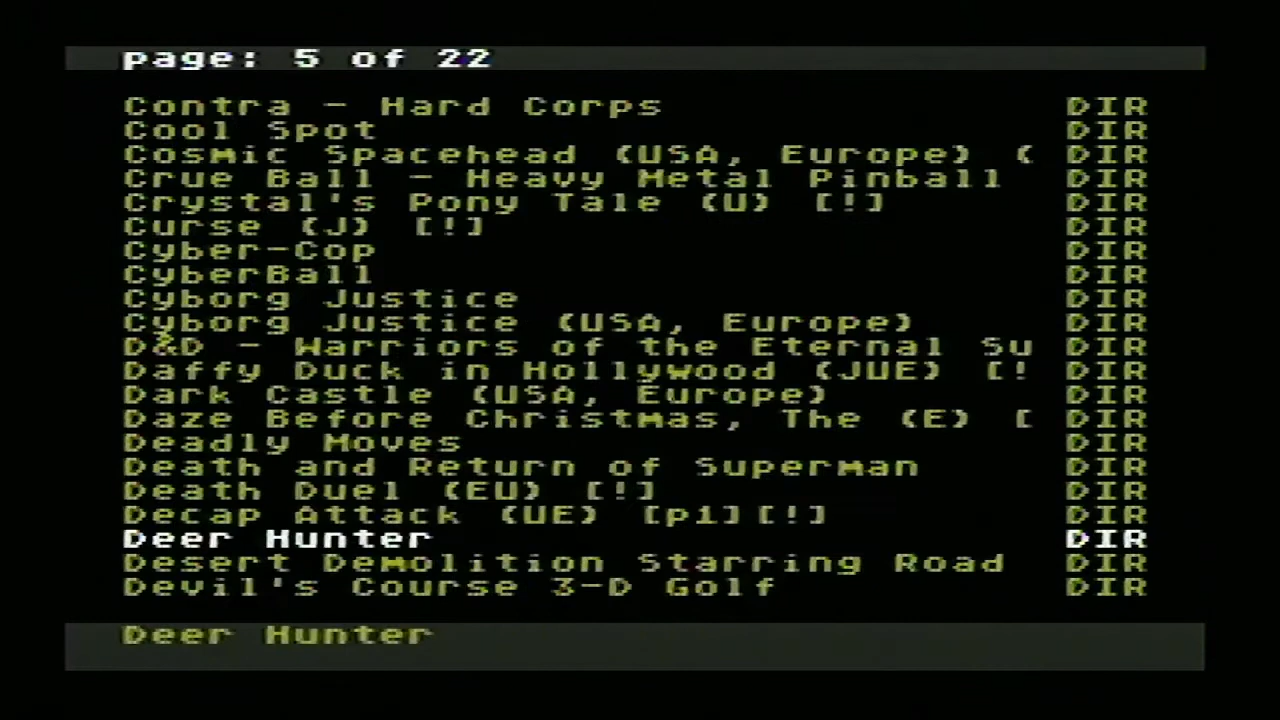 page: 5 of 22
Contra - Hard Corps DIR
Cool Spot DIR
Cosmic Spacehead (USA, Europe) ( DIR
Crue Ball - Heavy Metal Pinball DIR
Crystal's Pony Tale (U) [!] DIR
Curse (J) [!] DIR
Cyber-Cop DIR
CyberBall DIR
Cyborg Justice DIR
Cyborg Justice (USA, Europe) DIR
D&D - Warriors of the Eternal Su DIR
Daffy Duck in Hollywood (JUE) [! DIR
Dark Castle (USA, Europe) DIR
Daze Before Christmas, The (E) [ DIR
Deadly Moves DIR
Death and Return of Superman DIR
Death Duel (EU) [!] DIR
Decap Attack (UE) [p1][!] DIR
Deer Hunter DIR
Desert Demolition Starring Road DIR
Devil's Course 3-D Golf DIR
Deer Hunter